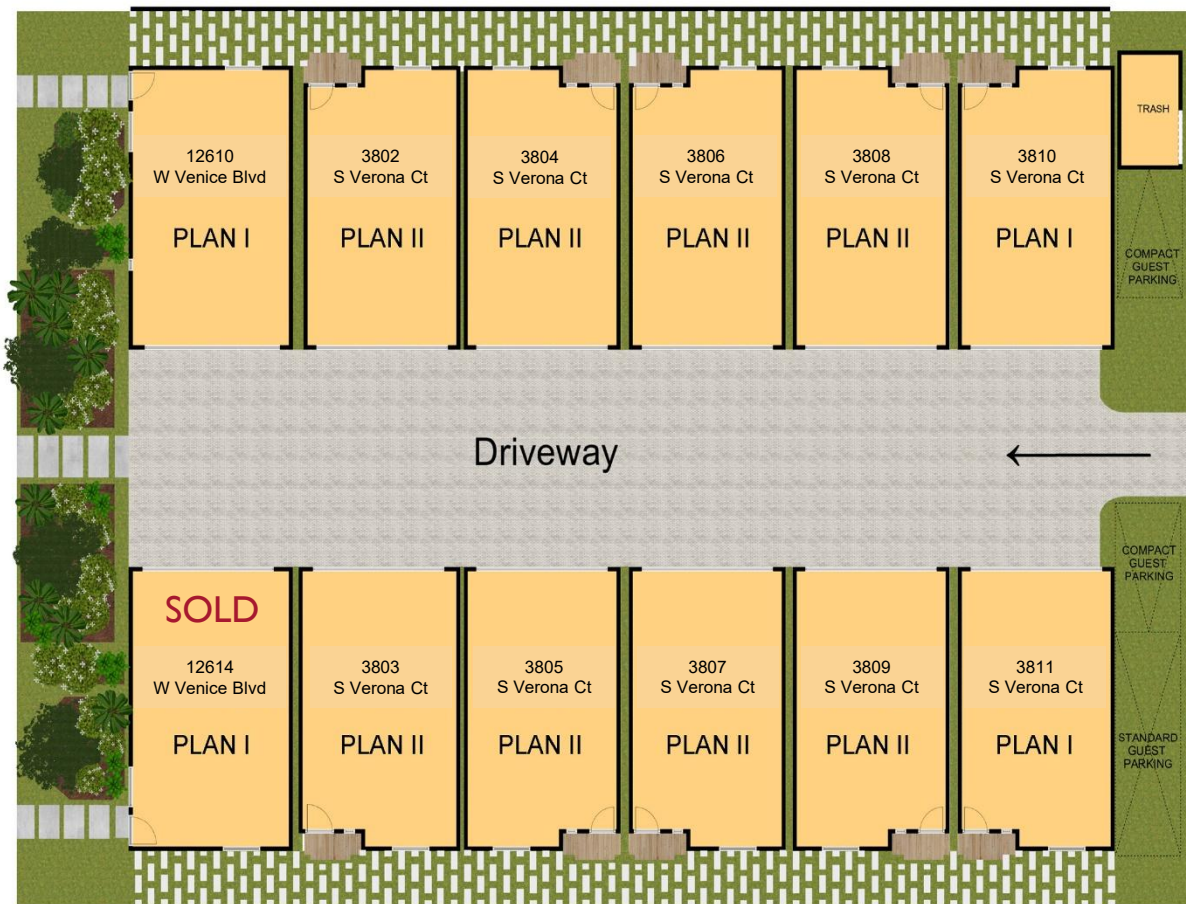 12610
W Venice Blvd
PLAN I
3802
S Verona Ct
PLAN II
3804
S Verona Ct
PLAN II
3806
S Verona Ct
PLAN II
3808
S Verona Ct
PLAN II
3810
S Verona Ct
PLAN I
TRASH
COMPACT
GUEST
PARKING
Driveway
COMPACT
GUEST
PARKING
SOLD
12614
W Venice Blvd
PLAN I
3803
S Verona Ct
PLAN II
3805
S Verona Ct
PLAN II
3807
S Verona Ct
PLAN II
3809
S Verona Ct
PLAN II
3811
S Verona Ct
PLAN I
STANDARD
GUEST
PARKING